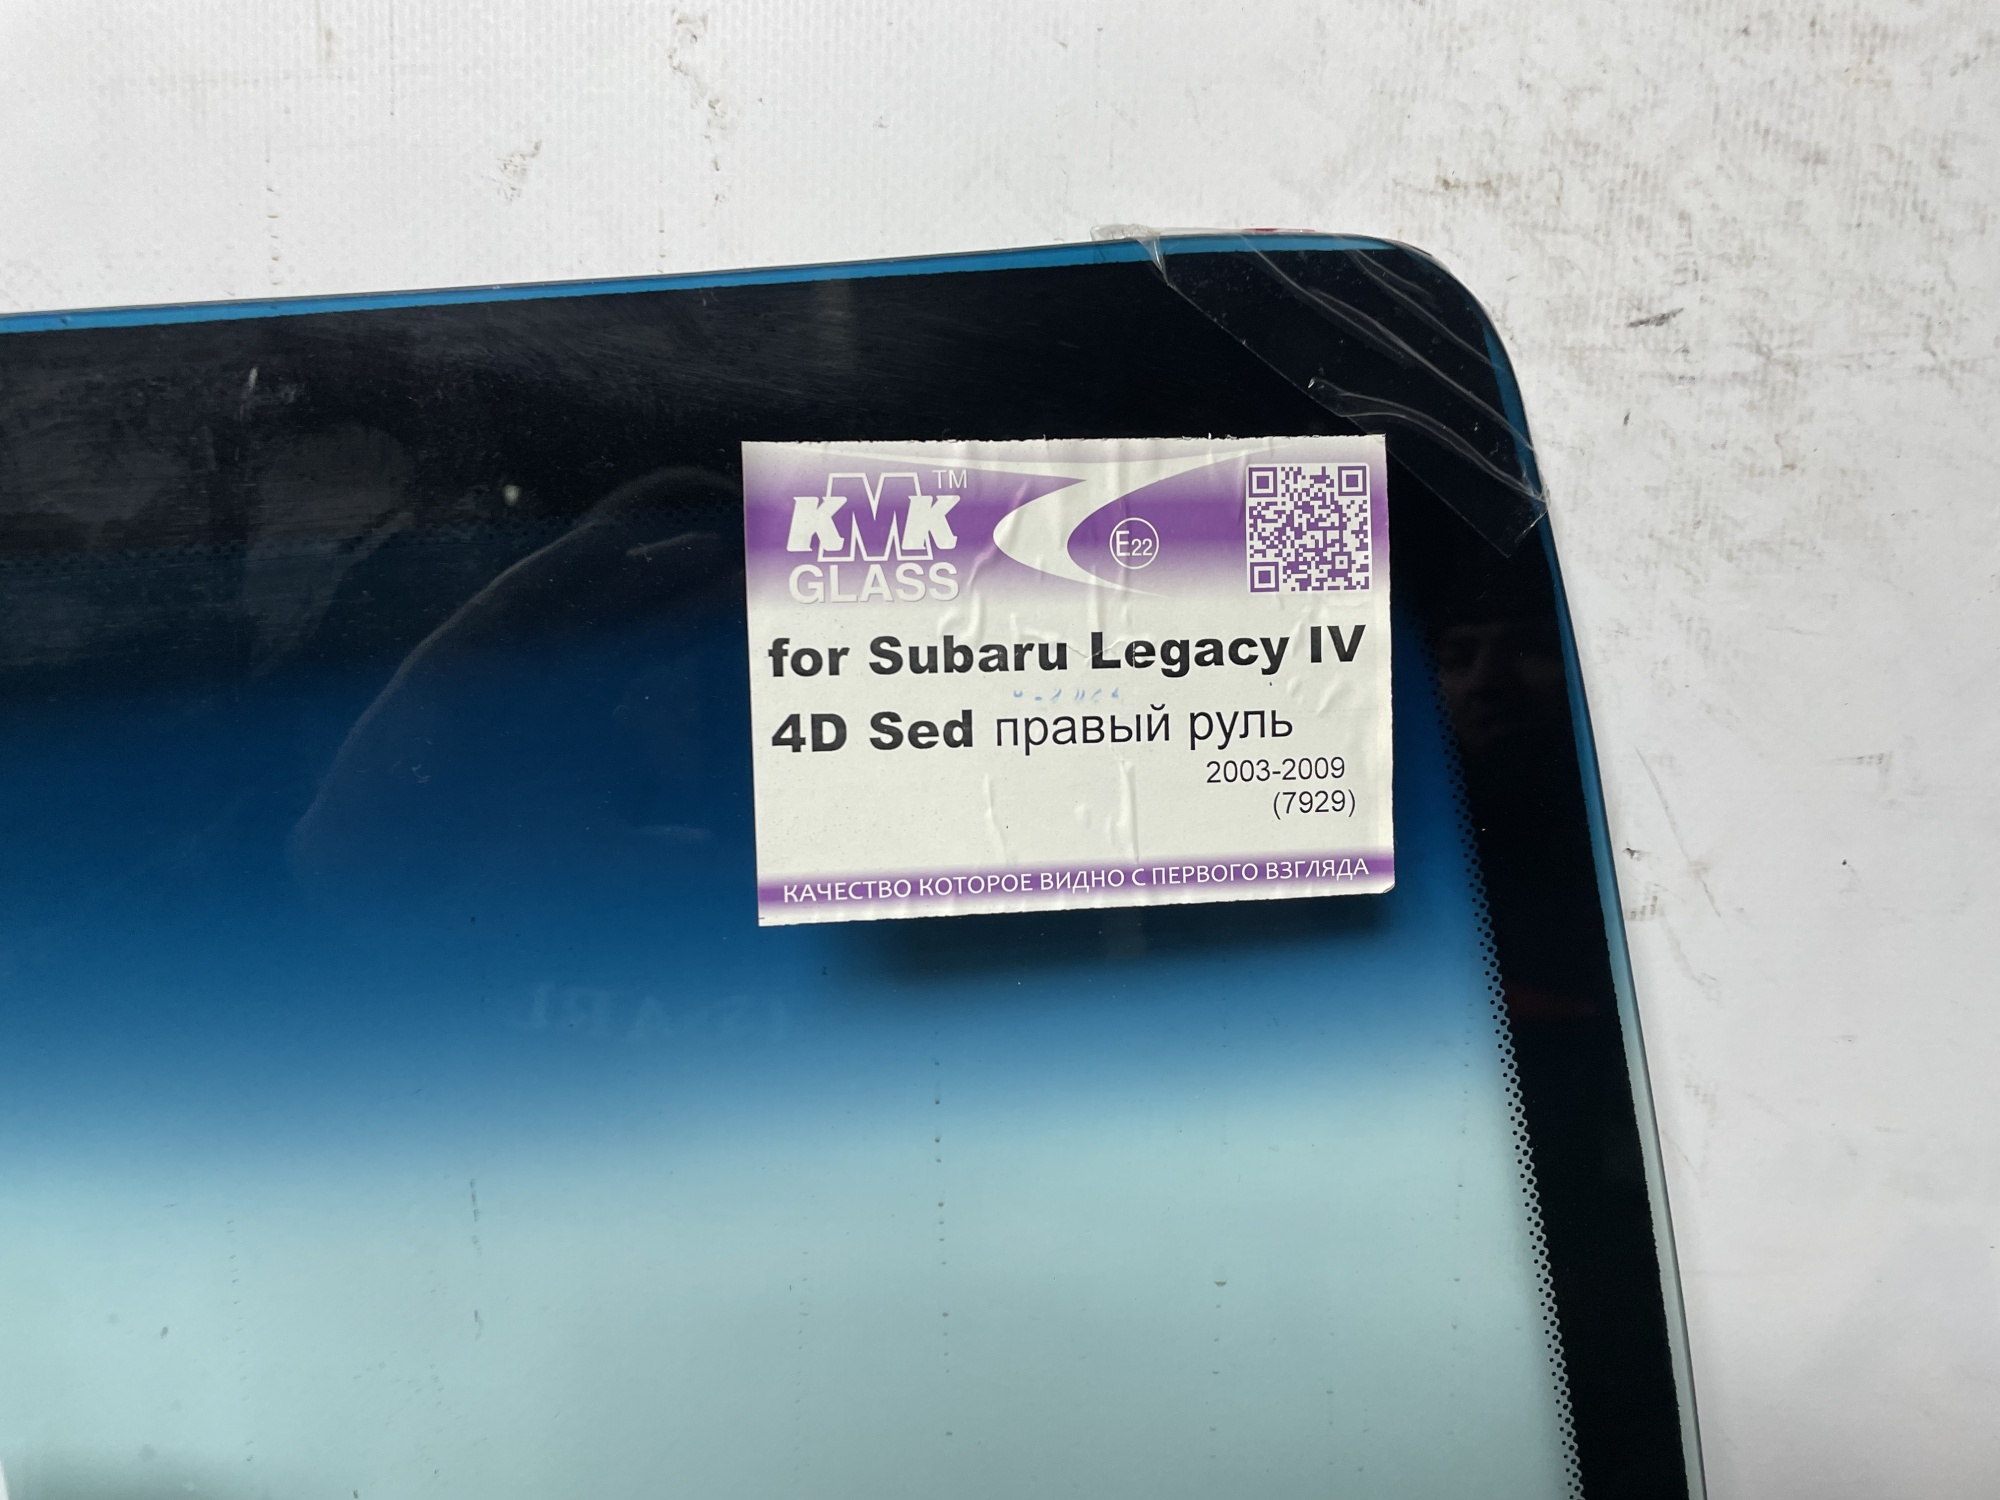 KMK™
GLASS
E22
for Subaru Legacy IV
4D Sed правый руль
2003-2009
(7929)
КАЧЕСТВО КОТОРОЕ ВИДНО С ПЕРВОГО ВЗГЛЯДА